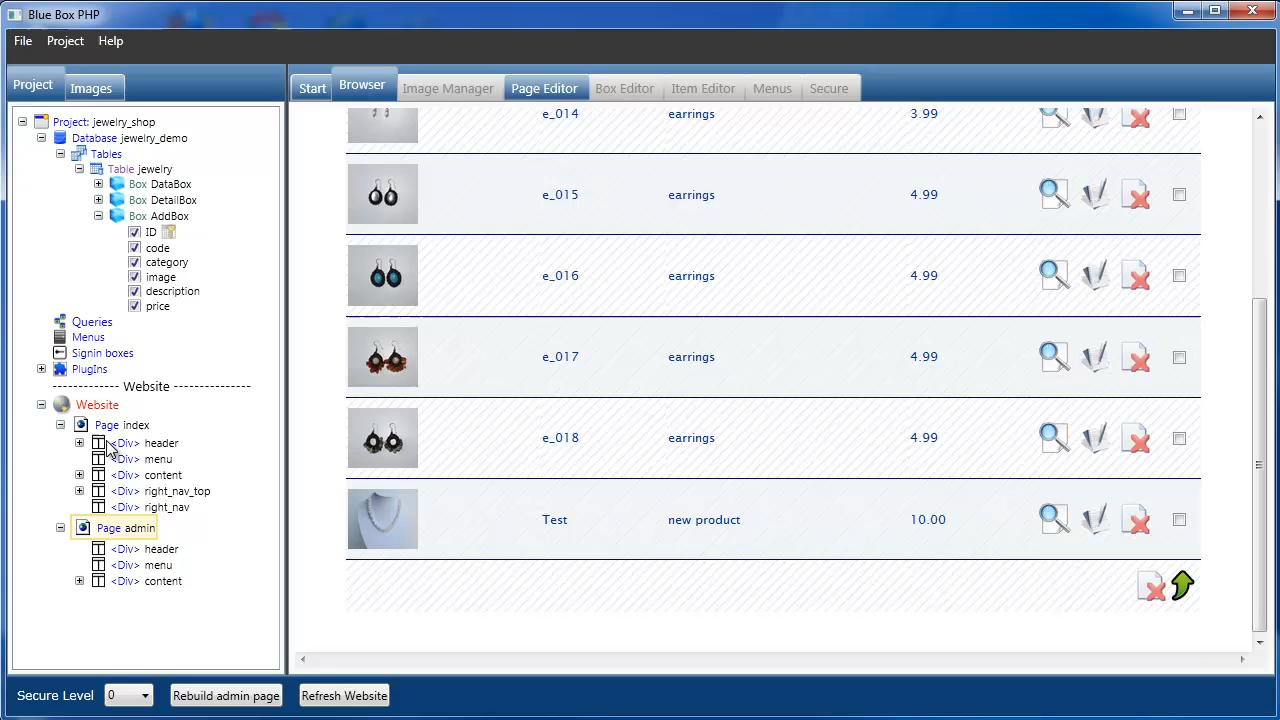 Blue Box PHP
File Project Help
Project Images
Start Browser Image Manager Page Editor Box Editor Item Editor Menus Secure
Project: jewelry_shop
Database jewelry_demo
Tables
Table jewelry
Box DataBox
Box DetailBox
Box AddBox
ID
code
category
image
description
price
Queries
Menus
Signin boxes
PlugIns
------------ Website --------------
Website
Page index
<Div> header
<Div> menu
<Div> content
<Div> right_nav_top
<Div> right_nav
Page admin
<Div> header
<Div> menu
<Div> content
e_014 earrings 3.99
e_015 earrings 4.99
e_016 earrings 4.99
e_017 earrings 4.99
e_018 earrings 4.99
Test new product 10.00
Secure Level 0 Rebuild admin page Refresh Website